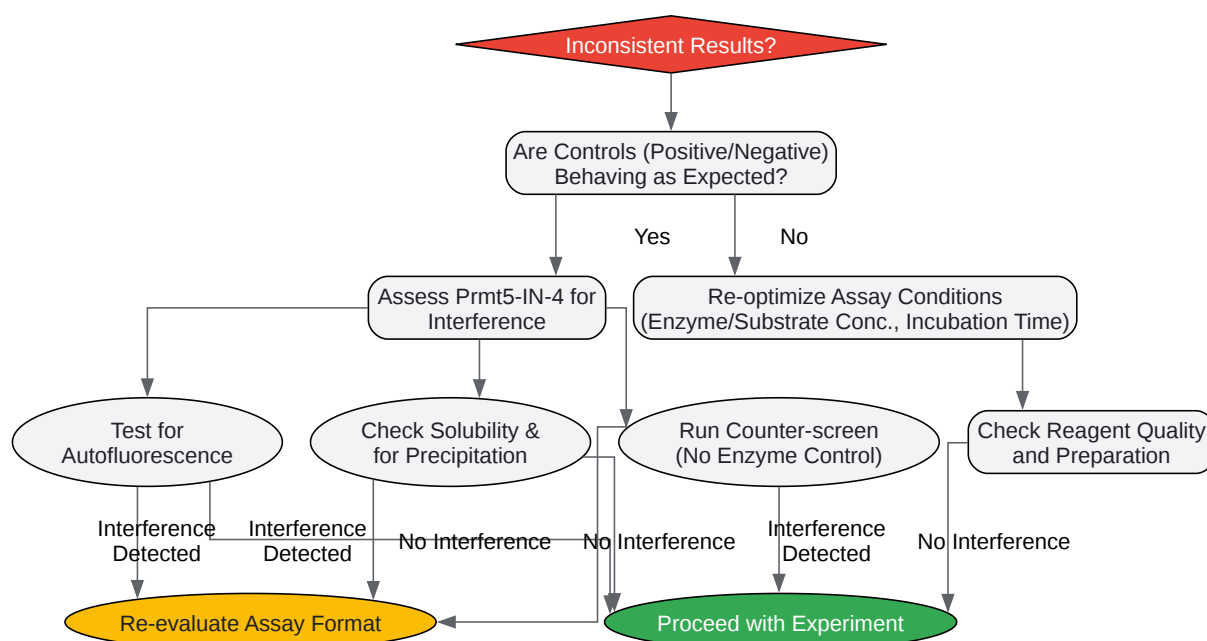 Inconsistent Results?
Are Controls (Positive/Negative)
Behaving as Expected?
Yes
No
Assess Prmt5-IN-4 for
Interference
Re-optimize Assay Conditions
(Enzyme/Substrate Conc., Incubation Time)
Test for
Autofluorescence
Check Solubility &
for Precipitation
Run Counter-screen
(No Enzyme Control)
Check Reagent Quality
and Preparation
Interference
Detected
Interference
Detected
No Interference
No Interference
Interference
Detected
No Interference
Re-evaluate Assay Format
Proceed with Experiment